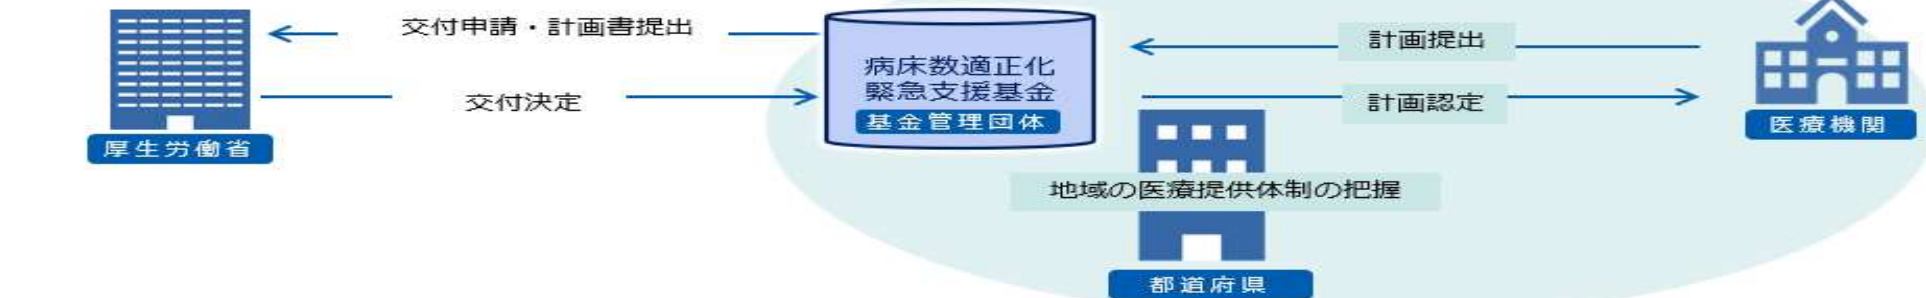 交付申請・計画書提出
交付決定
厚生労働省
病床数適正化
緊急支援基金
基金管理団体
計画提出
計画認定
医療機関
地域の医療提供体制の把握
都道府県